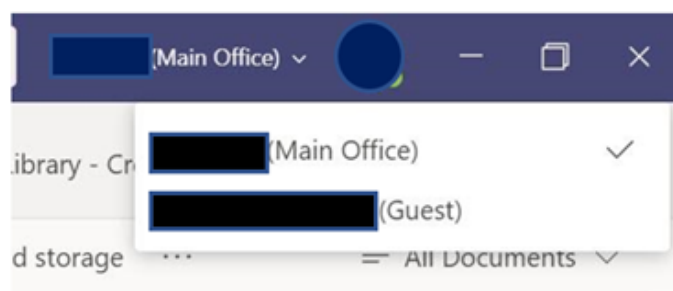 (Main Office)
(Main Office)
ibrary - Cr
(Guest)
d storage ... All Documents